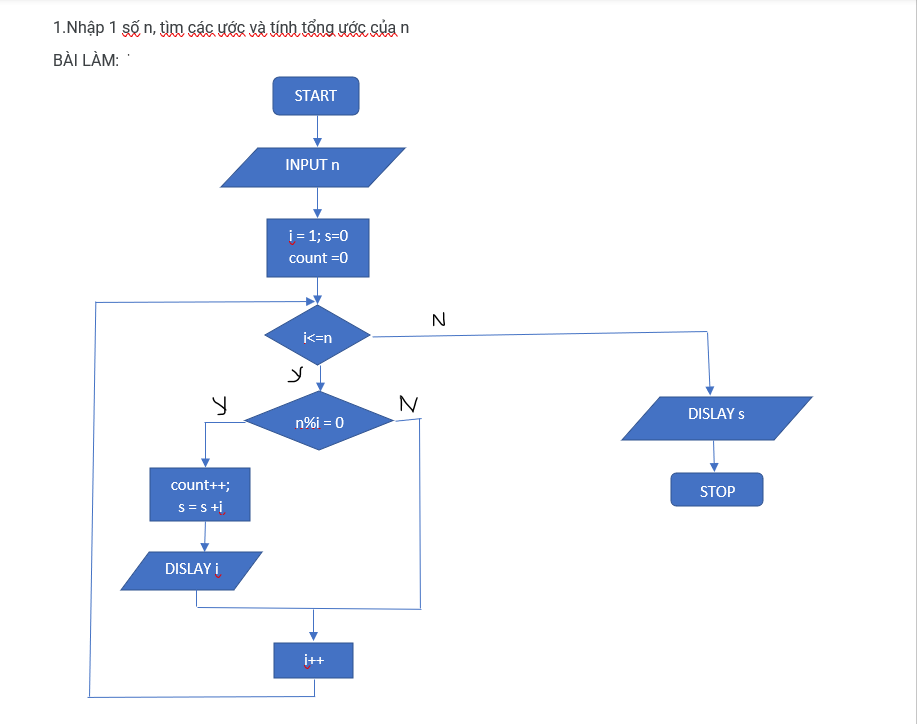 1.Nhập 1 số n, tìm các ước và tính tổng ước của n
BÀI LÀM:
START
INPUT n
i = 1; s=0
count =0
i<=n
N
y
n%i = 0
y
N
count++;
s = s +i
DISLAY i
i++
DISLAY s
STOP